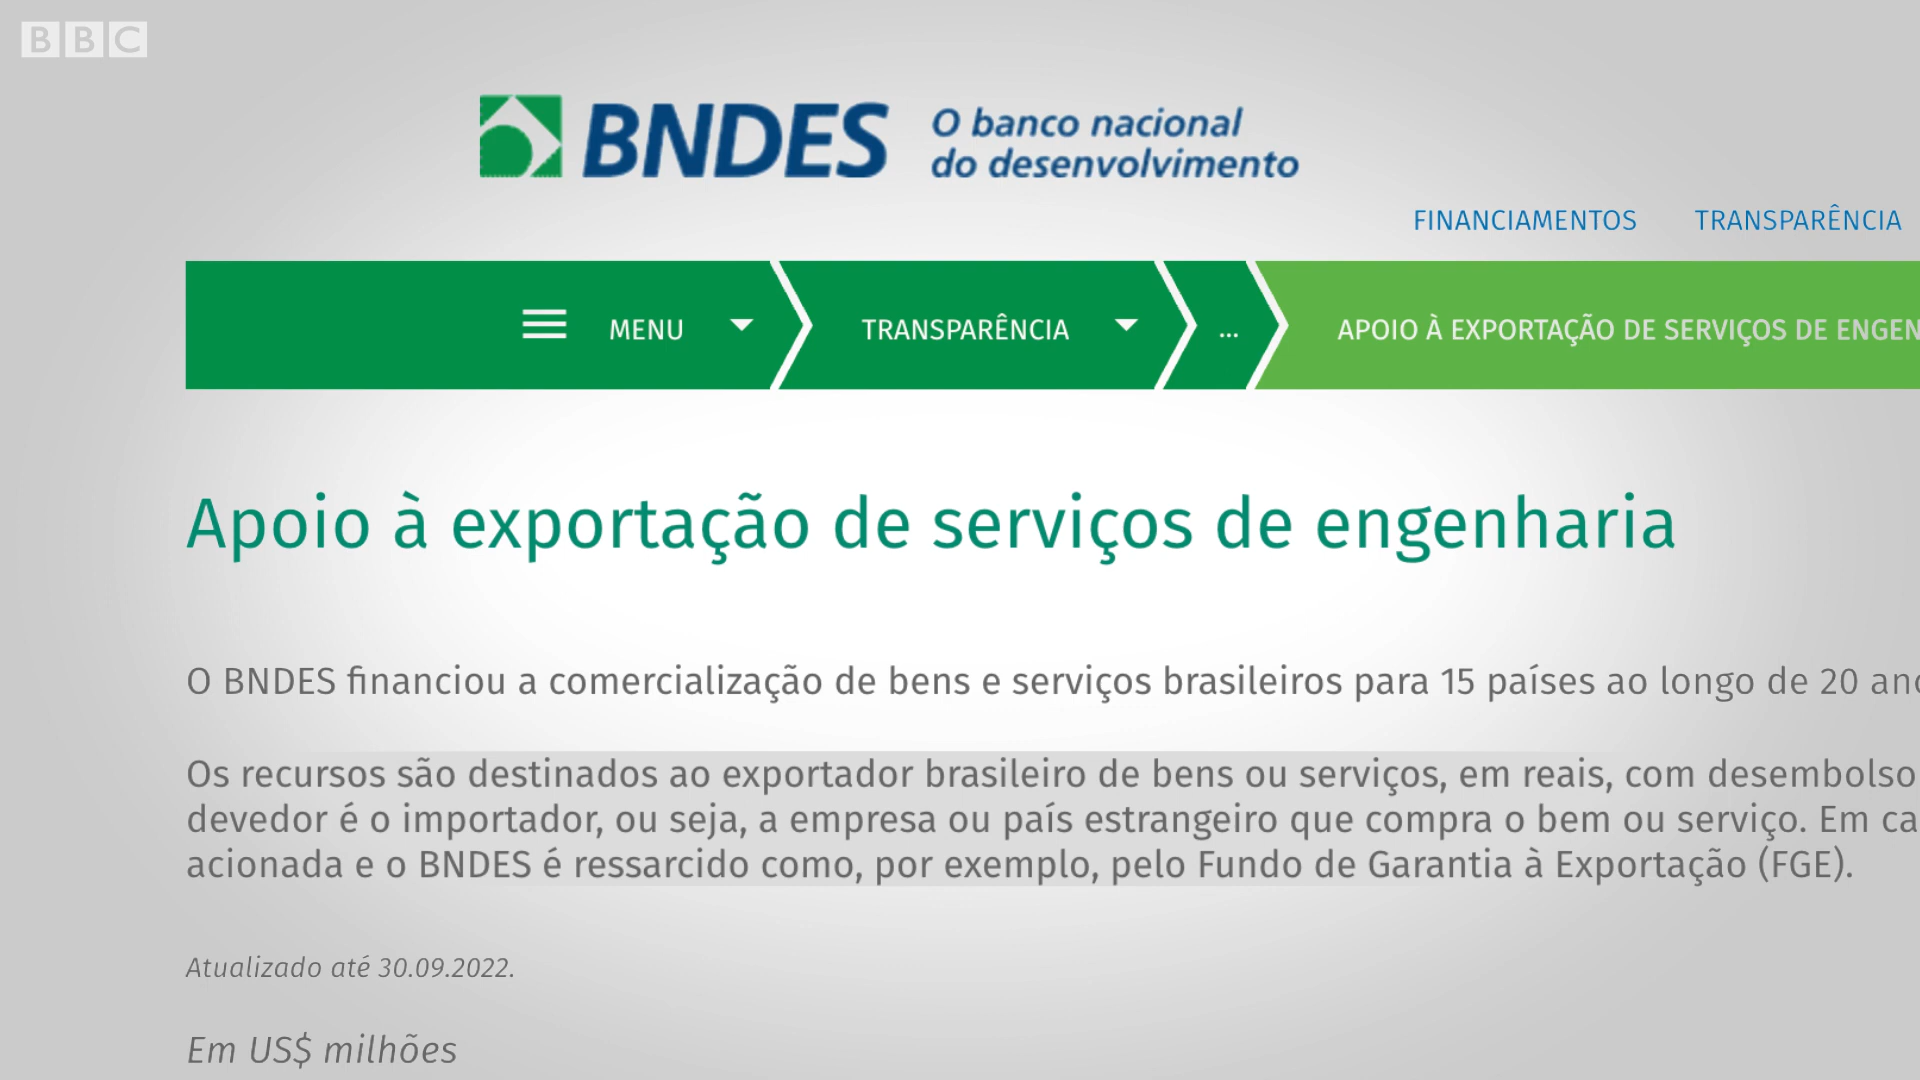 BBC
BNDES
O banco nacional
do desenvolvimento
FINANCIAMENTOS TRANSPARÊNCIA
MENU TRANSPARÊNCIA ... APOIO À EXPORTAÇÃO DE SERVIÇOS DE ENGEN
Apoio à exportação de serviços de engenharia
O BNDES financiou a comercialização de bens e serviços brasileiros para 15 países ao longo de 20 ano
Os recursos são destinados ao exportador brasileiro de bens ou serviços, em reais, com desembolso
devedor é o importador, ou seja, a empresa ou país estrangeiro que compra o bem ou serviço. Em ca
acionada e o BNDES é ressarcido como, por exemplo, pelo Fundo de Garantia à Exportação (FGE).
Atualizado até 30.09.2022.
Em US$ milhões